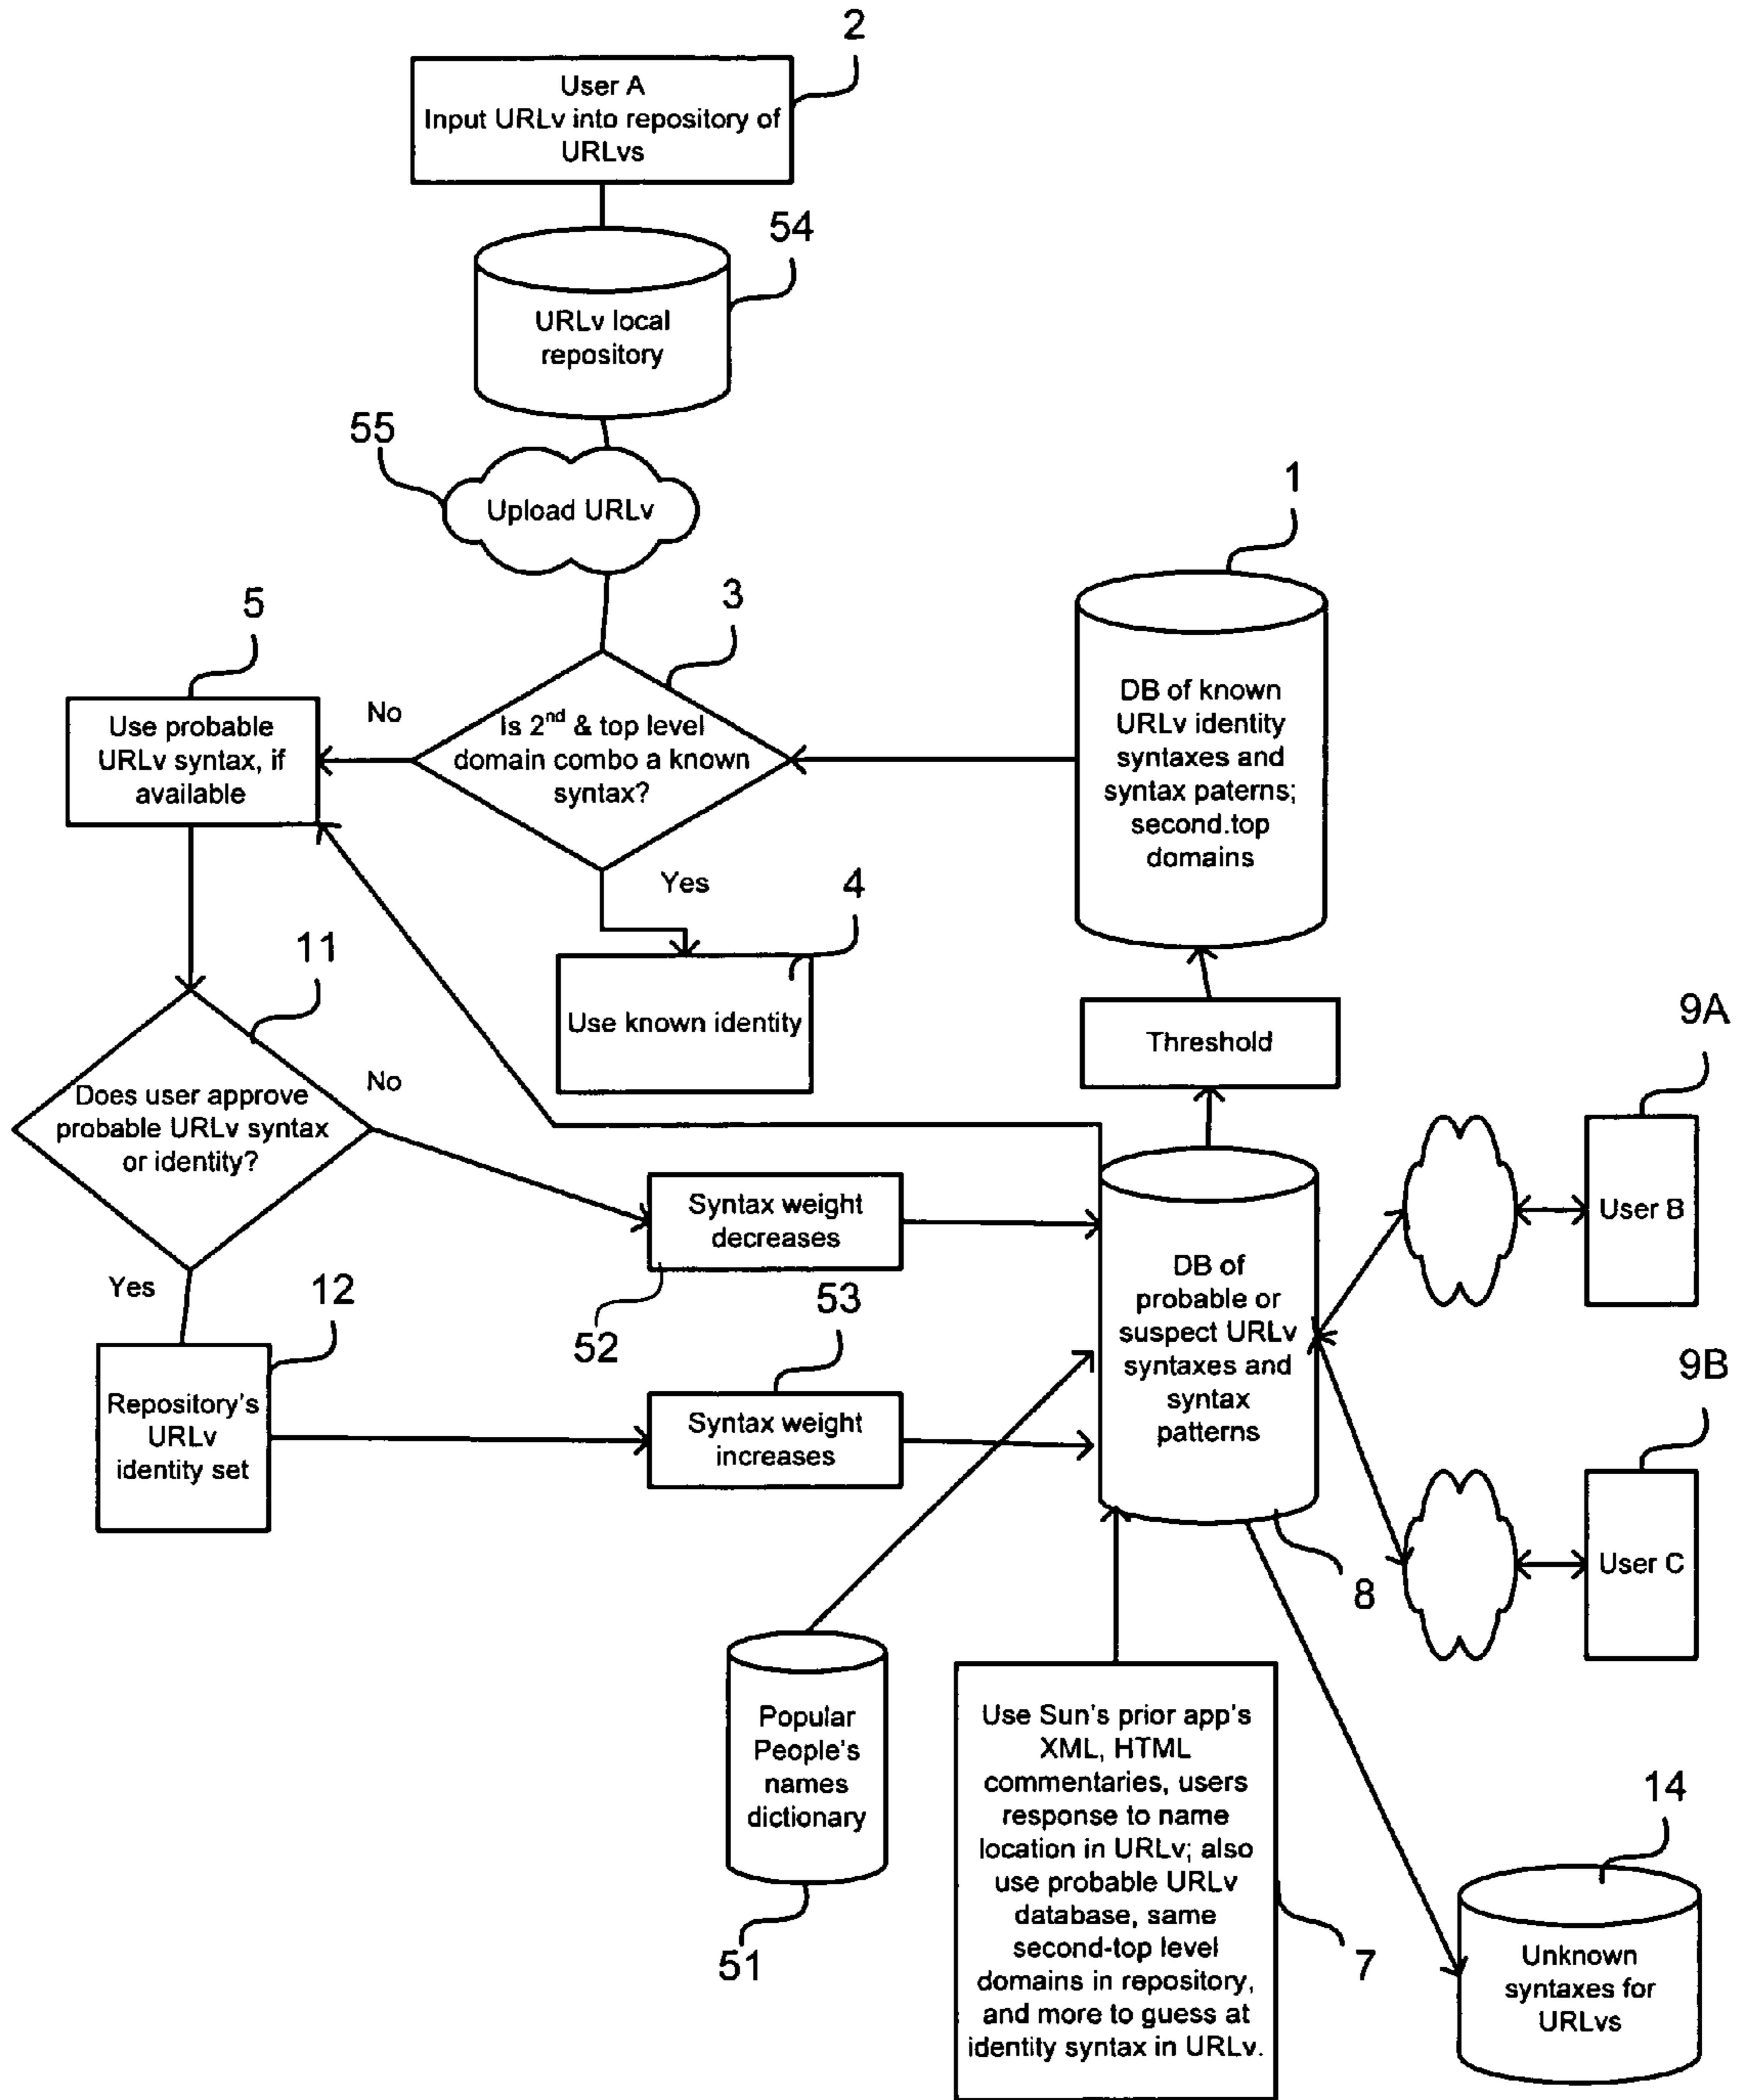 2
User A
Input URLv into repository of
URLvs
54
URLv local
repository
55
Upload URLv
1
3
5
DB of known
URLv identity
syntaxes and
syntax paterns;
second.top
domains
Is 2nd & top level
domain combo a known
syntax?
No
Use probable
URLv syntax, if
available
Yes
4
Use known identity
11
Does user approve
probable URLv syntax
or identity?
No
Yes
Threshold
9A
User B
Syntax weight
decreases
52
DB of
probable or
suspect URLv
syntaxes and
syntax
patterns
12
Repository's
URLv
identity set
53
Syntax weight
increases
9B
User C
8
Popular
People's
names
dictionary
51
Use Sun's prior app's
XML, HTML
commentaries, users
response to name
location in URLv; also
use probable URLv
database, same
second-top level
domains in repository,
and more to guess at
identity syntax in URLv.
7
14
Unknown
syntaxes for
URLvs